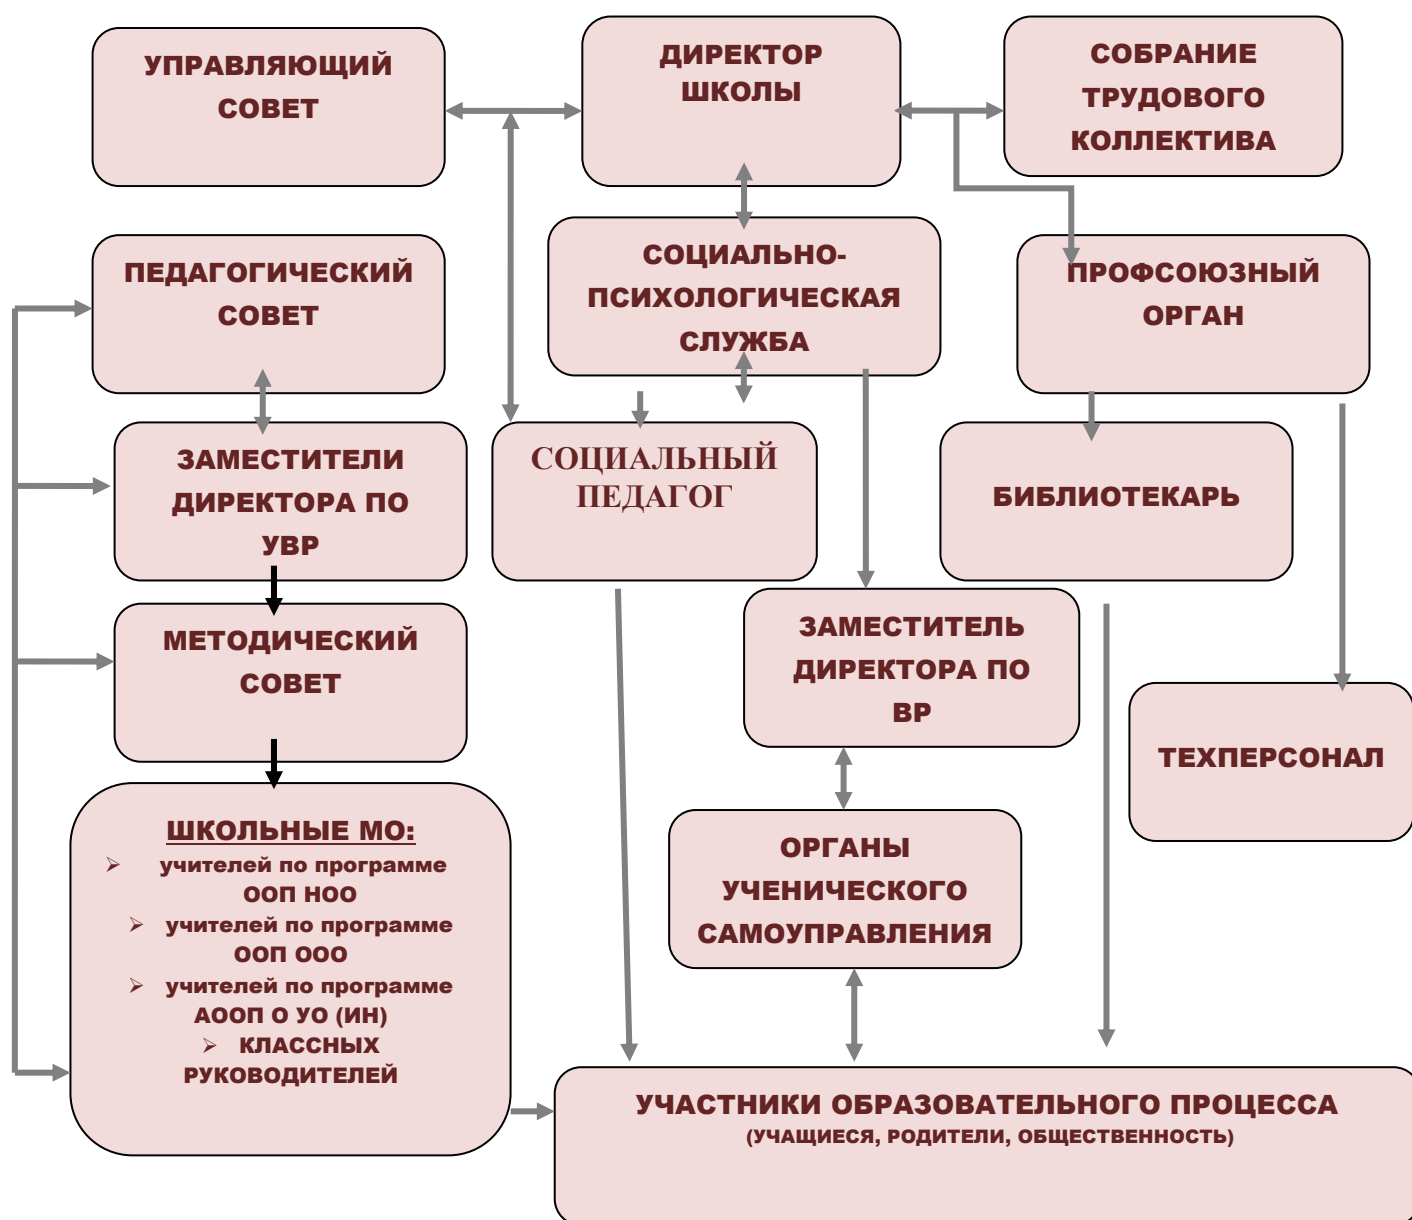 УПРАВЛЯЮЩИЙ
СОВЕТ
ДИРЕКТОР
ШКОЛЫ
СОБРАНИЕ
ТРУДОВОГО
КОЛЛЕКТИВА
ПЕДАГОГИЧЕСКИЙ
СОВЕТ
СОЦИАЛЬНО-
ПСИХОЛОГИЧЕСКАЯ
СЛУЖБА
ПРОФСОЮЗНЫЙ
ОРГАН
ЗАМЕСТИТЕЛИ
ДИРЕКТОРА ПО
УВР
СОЦИАЛЬНЫЙ
ПЕДАГОГ
БИБЛИОТЕКАРЬ
МЕТОДИЧЕСКИЙ
СОВЕТ
ЗАМЕСТИТЕЛЬ
ДИРЕКТОРА ПО
ВР
ТЕХПЕРСОНАЛ
ШКОЛЬНЫЕ МО:
➢ учителей по программе
ООП НОО
➢ учителей по программе
ООП ООО
➢ учителей по программе
АООП О УО (ИН)
➢ КЛАССНЫХ
РУКОВОДИТЕЛЕЙ
ОРГАНЫ
УЧЕНИЧЕСКОГО
САМОУПРАВЛЕНИЯ
УЧАСТНИКИ ОБРАЗОВАТЕЛЬНОГО ПРОЦЕССА
(УЧАЩИЕСЯ, РОДИТЕЛИ, ОБЩЕСТВЕННОСТЬ)